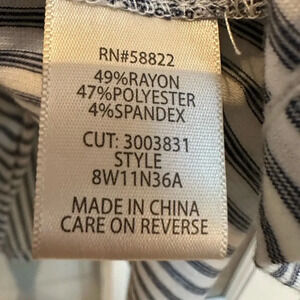 RN#58822
49%RAYON
47%POLYESTER
4%SPANDEX
CUT: 3003831
STYLE
8W11N36A
MADE IN CHINA
CARE ON REVERSE